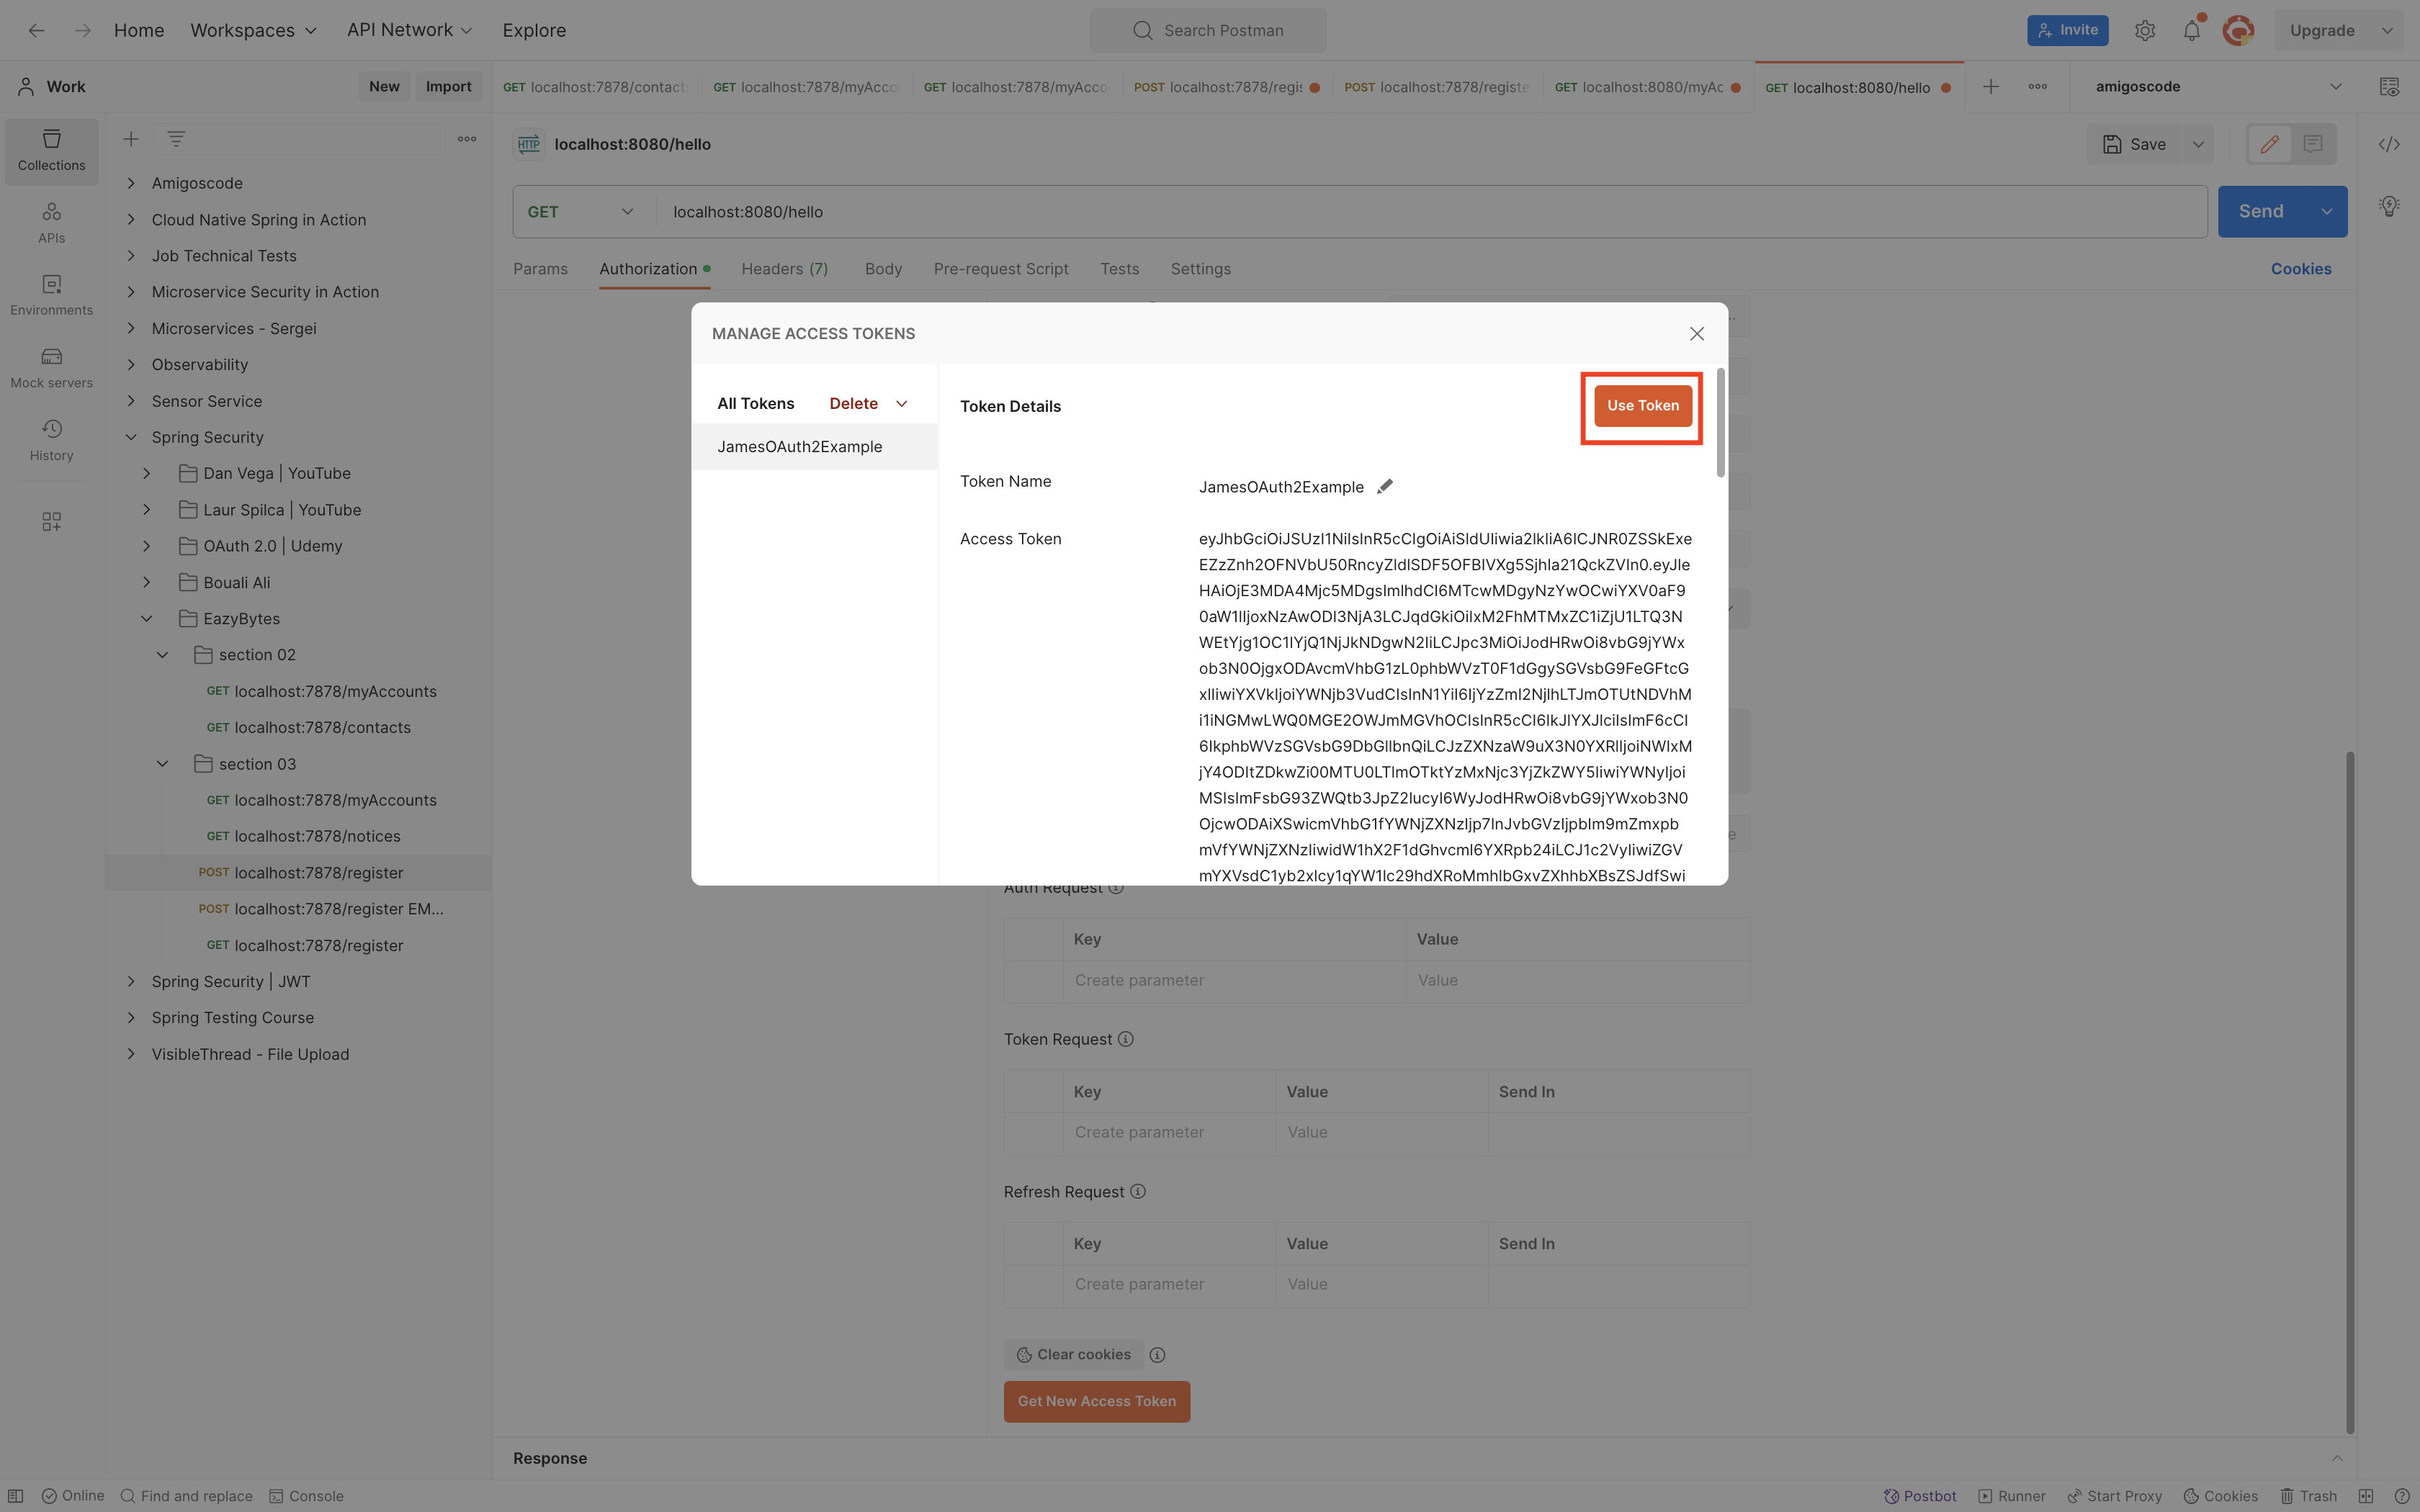 Home
Workspaces
API Network
Explore
Search Postman
Invite
Upgrade
Work
New
Import
GET localhost:7878/contact
GET localhost:7878/myAcco
GET localhost:7878/myAcco
POST localhost:7878/regis
POST localhost:7878/registe
GET localhost:8080/myAc
GET localhost:8080/hello
amigoscode
Collections
APIs
Environments
Mock servers
History
Amigoscode
Cloud Native Spring in Action
Job Technical Tests
Microservice Security in Action
Microservices - Sergei
Observability
Sensor Service
Spring Security
Dan Vega | YouTube
Laur Spilca | YouTube
OAuth 2.0 | Udemy
Bouali Ali
EazyBytes
section 02
GET localhost:7878/myAccounts
GET localhost:7878/contacts
section 03
GET localhost:7878/myAccounts
GET localhost:7878/notices
POST localhost:7878/register
POST localhost:7878/register EM...
GET localhost:7878/register
Spring Security | JWT
Spring Testing Course
VisibleThread - File Upload
HTTP
localhost:8080/hello
Save
GET
localhost:8080/hello
Send
Params
Authorization
Headers (7)
Body
Pre-request Script
Tests
Settings
Cookies
MANAGE ACCESS TOKENS
All Tokens
Delete
JamesOAuth2Example
Token Details
Use Token
Token Name
JamesOAuth2Example
Access Token
Auth Request
Key
Value
Create parameter
Value
Token Request
Key
Value
Send In
Create parameter
Value
Refresh Request
Key
Value
Send In
Create parameter
Value
Clear cookies
Get New Access Token
Response
Online
Find and replace
Console
Postbot
Runner
Start Proxy
Cookies
Trash